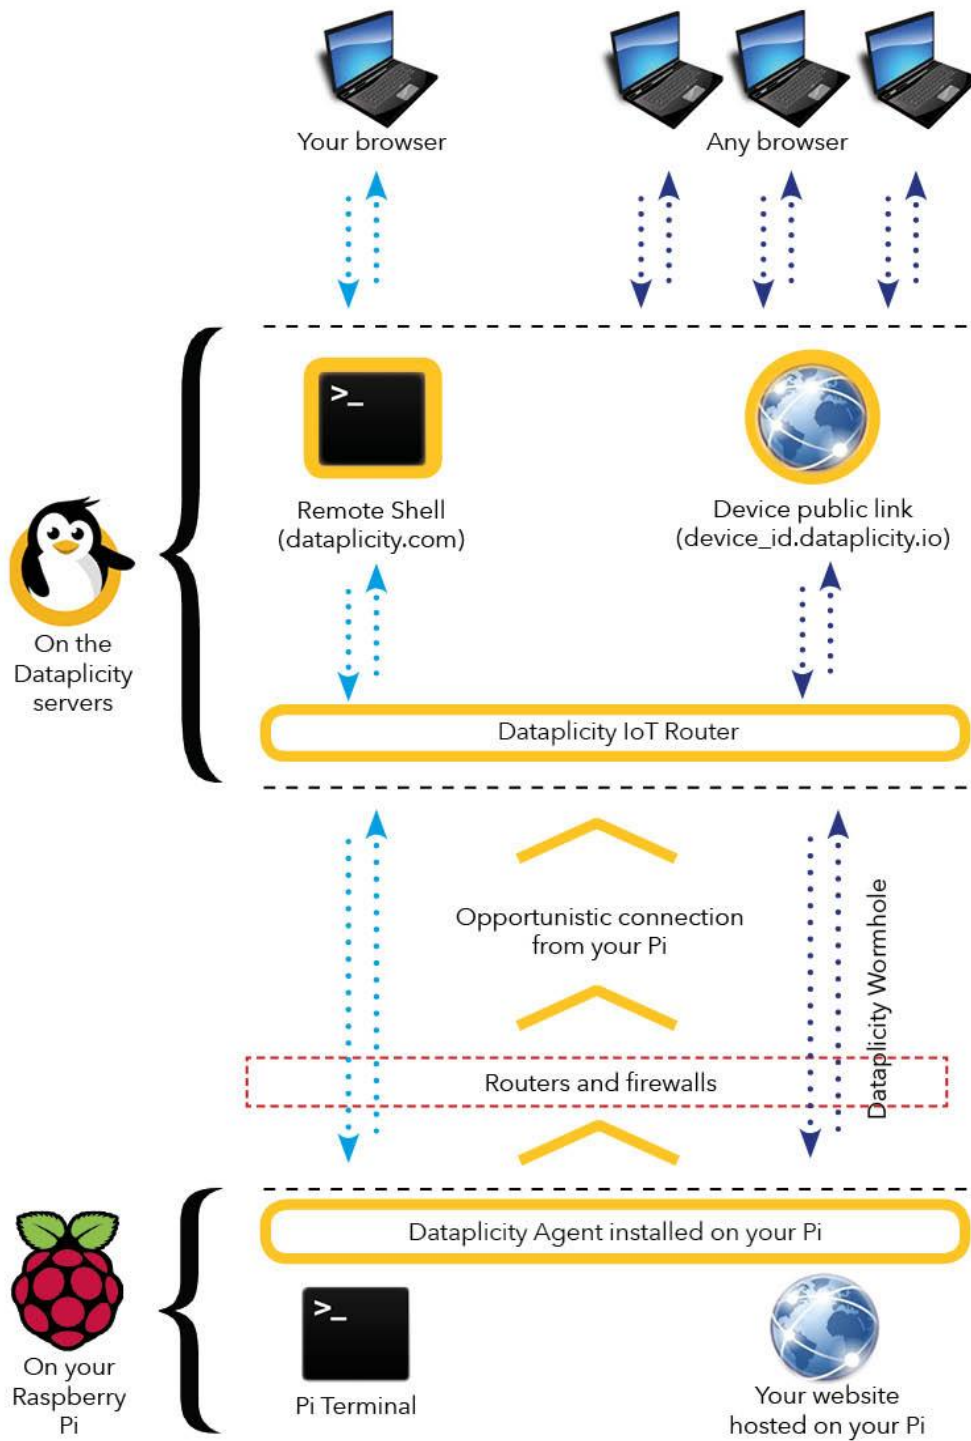 Your browser
Any browser
>_
Remote Shell
(dataplicity.com)
Device public link
(device_id.dataplicity.io)
On the
Dataplicity
servers
Dataplicity IoT Router
Opportunistic connection
from your Pi
Dataplicity Wormhole
Routers and firewalls
Dataplicity Agent installed on your Pi
>_
On your
Raspberry
Pi
Pi Terminal
Your website
hosted on your Pi